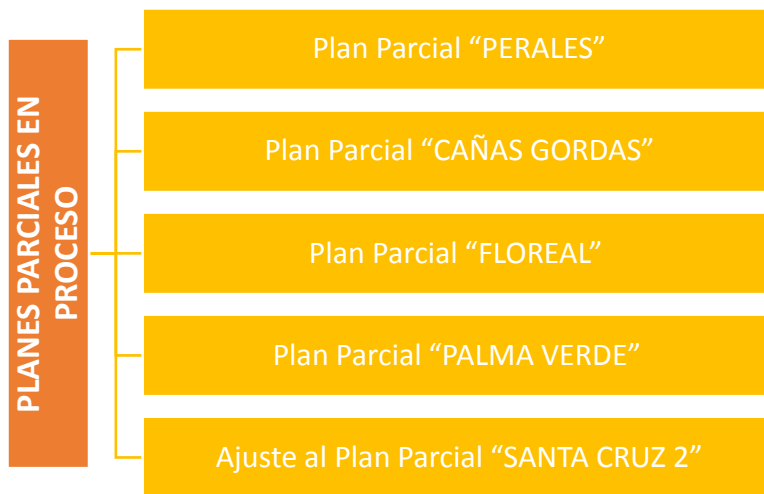 PLANES PARCIALES EN
PROCESO
Plan Parcial “PERALES”
Plan Parcial “CAÑAS GORDAS”
Plan Parcial “FLOREAL”
Plan Parcial “PALMA VERDE”
Ajuste al Plan Parcial “SANTA CRUZ 2”